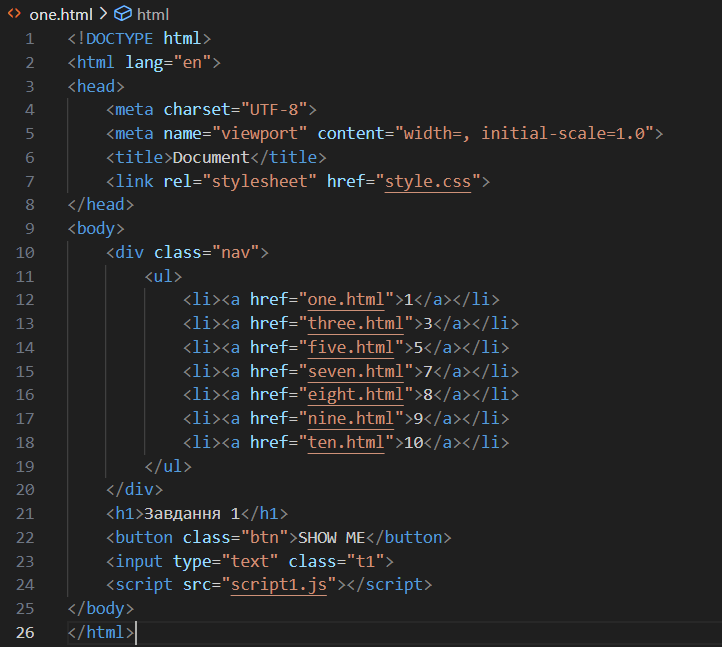 one.html > html
1 <!DOCTYPE html>
2 <html lang="en">
3 <head>
4 <meta charset="UTF-8">
5 <meta name="viewport" content="width=, initial-scale=1.0">
6 <title>Document</title>
7 <link rel="stylesheet" href="style.css">
8 </head>
9 <body>
10 <div class="nav">
11 <ul>
12 <li><a href="one.html">1</a></li>
13 <li><a href="three.html">3</a></li>
14 <li><a href="five.html">5</a></li>
15 <li><a href="seven.html">7</a></li>
16 <li><a href="eight.html">8</a></li>
17 <li><a href="nine.html">9</a></li>
18 <li><a href="ten.html">10</a></li>
19 </ul>
20 </div>
21 <h1>Завдання 1</h1>
22 <button class="btn">SHOW ME</button>
23 <input type="text" class="t1">
24 <script src="script1.js"></script>
25 </body>
26 </html>